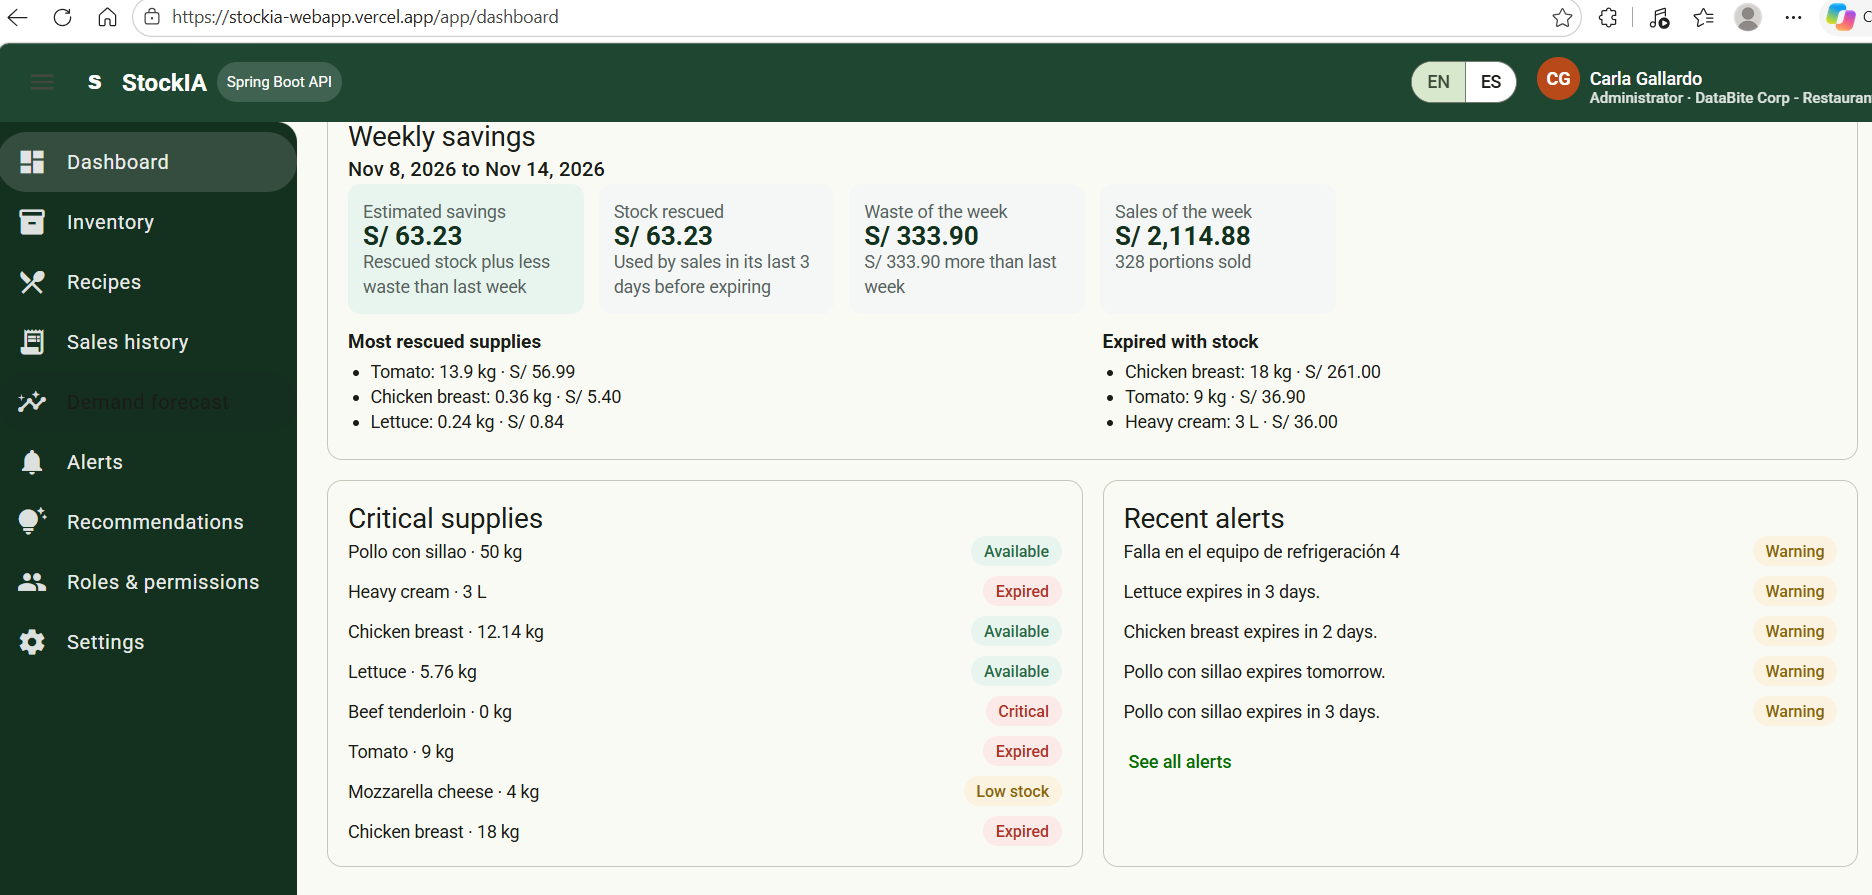 https://stockia-webapp.vercel.app/app/dashboard
S StockIA Spring Boot API
EN ES
CG Carla Gallardo
Administrator · DataBite Corp - Restauran
Dashboard
Inventory
Recipes
Sales history
Demand forecast
Alerts
Recommendations
Roles & permissions
Settings
Weekly savings
Nov 8, 2026 to Nov 14, 2026
Estimated savings
S/ 63.23
Rescued stock plus less
waste than last week
Stock rescued
S/ 63.23
Used by sales in its last 3
days before expiring
Waste of the week
S/ 333.90
S/ 333.90 more than last
week
Sales of the week
S/ 2,114.88
328 portions sold
Most rescued supplies
• Tomato: 13.9 kg · S/ 56.99
• Chicken breast: 0.36 kg · S/ 5.40
• Lettuce: 0.24 kg · S/ 0.84
Expired with stock
• Chicken breast: 18 kg · S/ 261.00
• Tomato: 9 kg · S/ 36.90
• Heavy cream: 3 L · S/ 36.00
Critical supplies
Pollo con sillao · 50 kg Available
Heavy cream · 3 L Expired
Chicken breast · 12.14 kg Available
Lettuce · 5.76 kg Available
Beef tenderloin · 0 kg Critical
Tomato · 9 kg Expired
Mozzarella cheese · 4 kg Low stock
Chicken breast · 18 kg Expired
Recent alerts
Falla en el equipo de refrigeración 4 Warning
Lettuce expires in 3 days. Warning
Chicken breast expires in 2 days. Warning
Pollo con sillao expires tomorrow. Warning
Pollo con sillao expires in 3 days. Warning
See all alerts